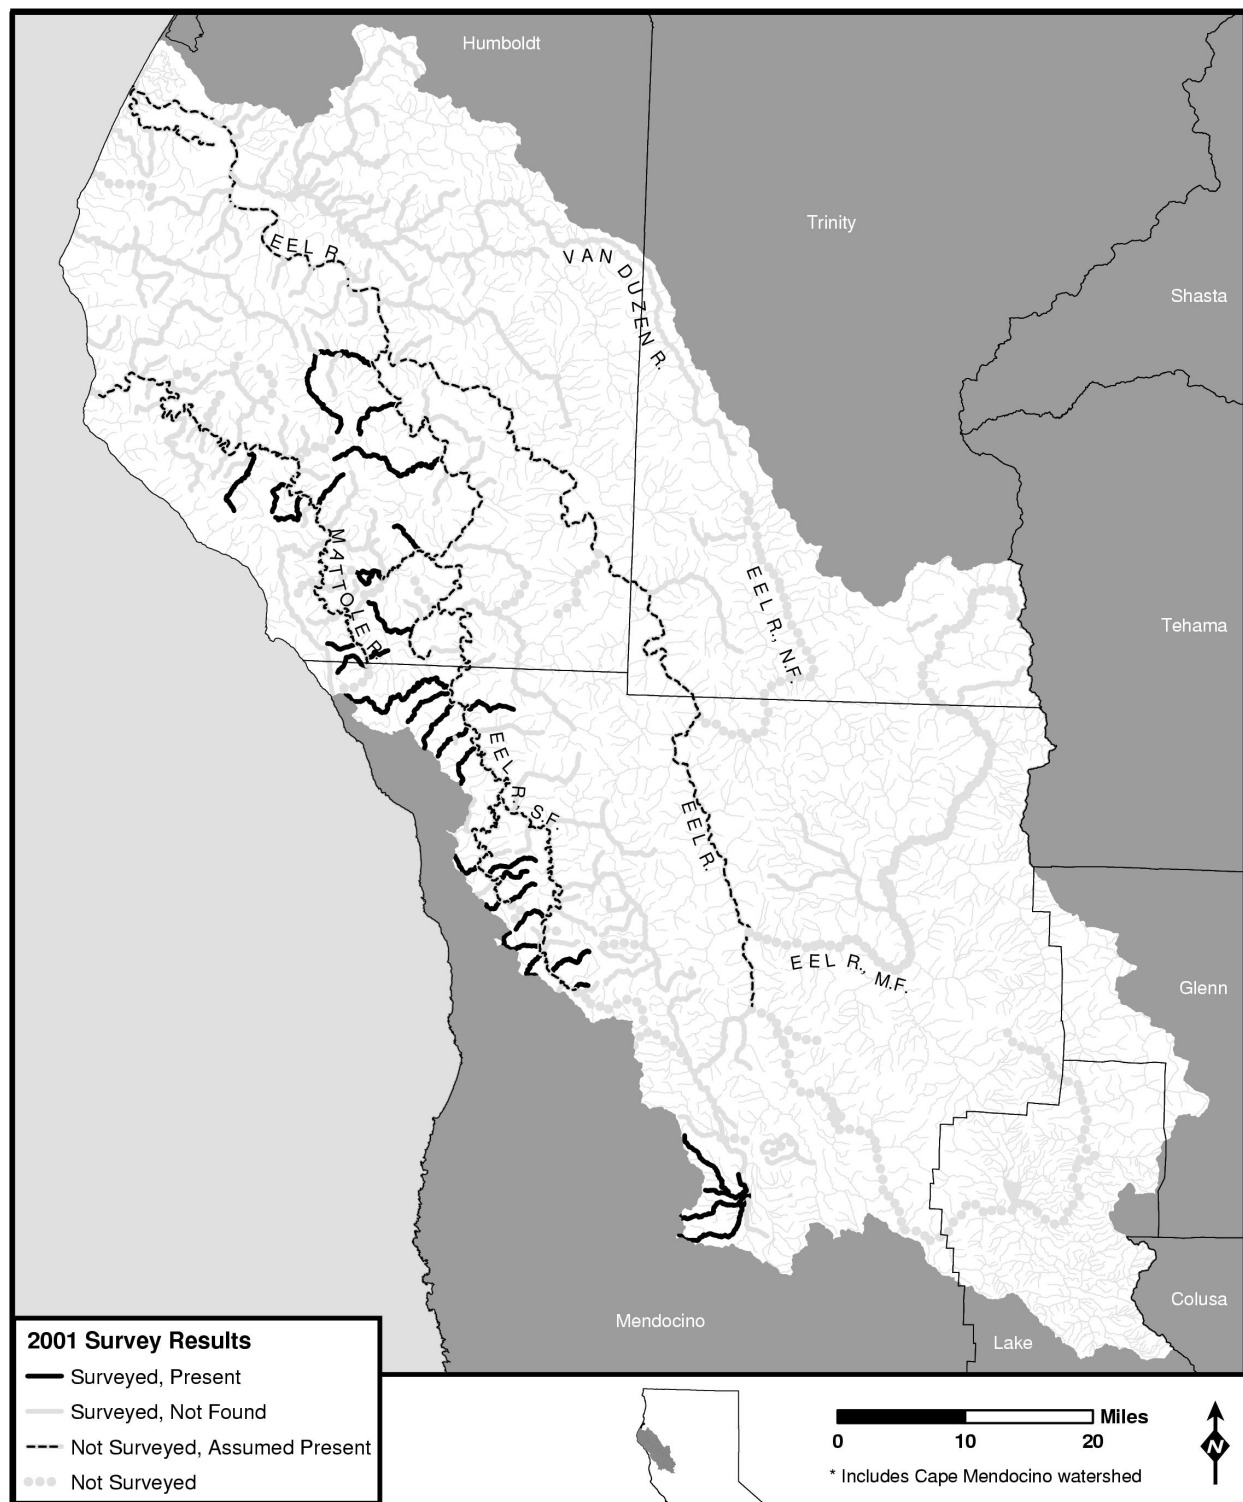 Humboldt
Trinity
EEL R.
VAN DUZEN R.
Shasta
MATTOLE R.
EEL R., N.F.
Tehama
EEL R., S.F.
EEL R.
EEL R., M.F.
Glenn
Mendocino
Lake
Colusa
2001 Survey Results
Surveyed, Present
Surveyed, Not Found
Not Surveyed, Assumed Present
Not Surveyed
Miles
0 10 20
* Includes Cape Mendocino watershed
N